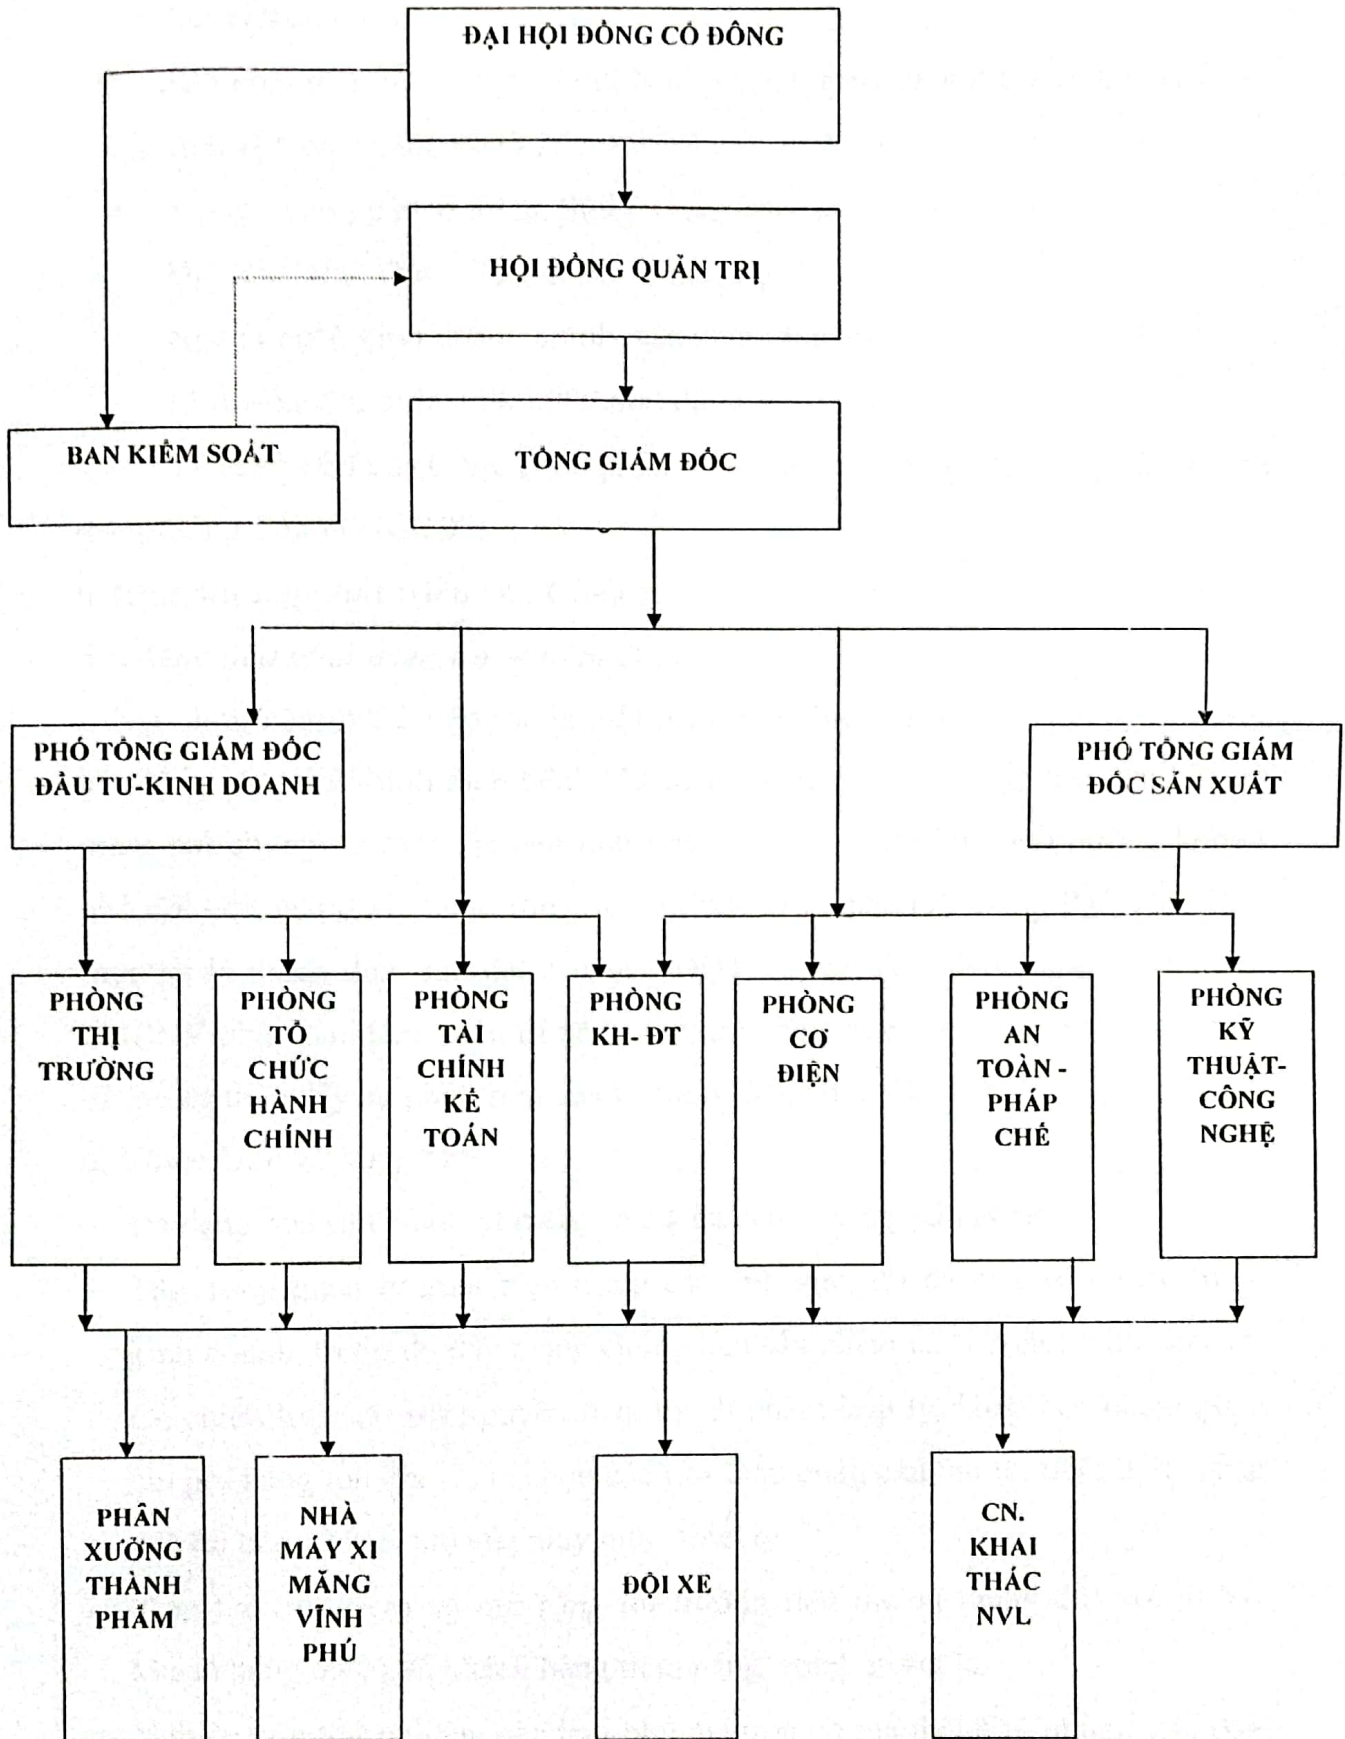 ĐẠI HỘI ĐỒNG CỔ ĐÔNG
HỘI ĐỒNG QUẢN TRỊ
BAN KIỂM SOÁT
TỔNG GIÁM ĐỐC
PHÓ TỔNG GIÁM ĐỐC
ĐẦU TƯ-KINH DOANH
PHÓ TỔNG GIÁM
ĐỐC SẢN XUẤT
PHÒNG
THỊ
TRƯỜNG
PHÒNG
TỔ
CHỨC
HÀNH
CHÍNH
PHÒNG
TÀI
CHÍNH
KẾ
TOÁN
PHÒNG
KH- ĐT
PHÒNG
CƠ
ĐIỆN
PHÒNG
AN
TOÀN -
PHÁP
CHẾ
PHÒNG
KỸ
THUẬT-
CÔNG
NGHỆ
PHÂN
XƯỞNG
THÀNH
PHẨM
NHÀ
MÁY XI
MĂNG
VĨNH
PHÚ
ĐỘI XE
CN.
KHAI
THÁC
NVL